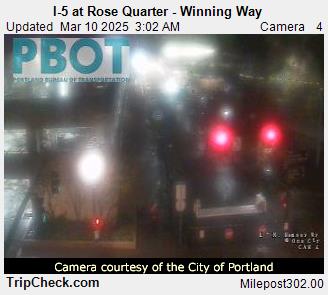 I-5 at Rose Quarter - Winning Way
Updated Mar 10 2025 3:02 AM Camera 4
PBOT
PORTLAND BUREAU OF TRANSPORTATION
Camera courtesy of the City of Portland
TripCheck.com Milepost302.00